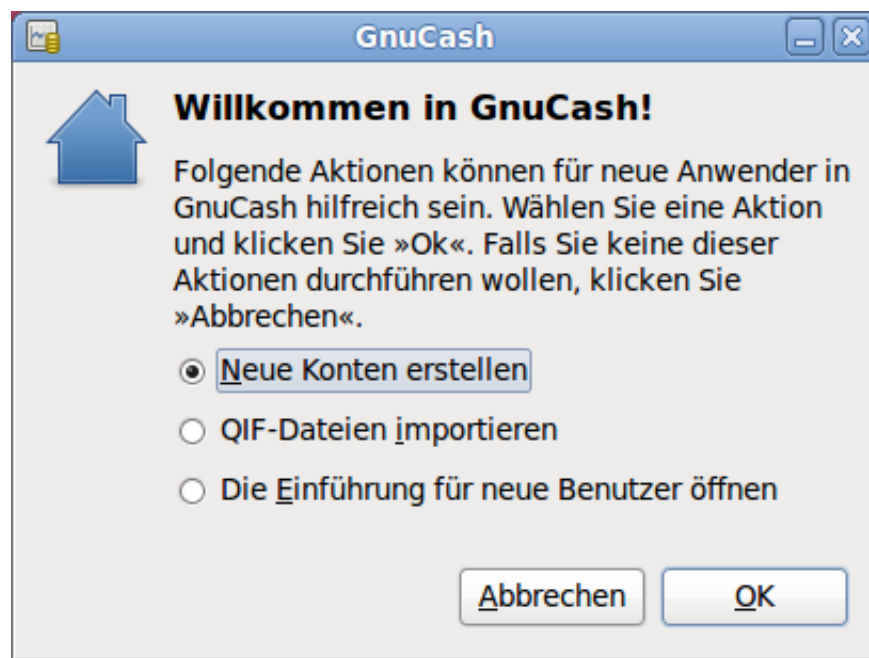 GnuCash
Willkommen in GnuCash!
Folgende Aktionen können für neue Anwender in
GnuCash hilfreich sein. Wählen Sie eine Aktion
und klicken Sie »Ok«. Falls Sie keine dieser
Aktionen durchführen wollen, klicken Sie
»Abbrechen«.
Neue Konten erstellen
QIF-Dateien importieren
Die Einführung für neue Benutzer öffnen
Abbrechen
OK